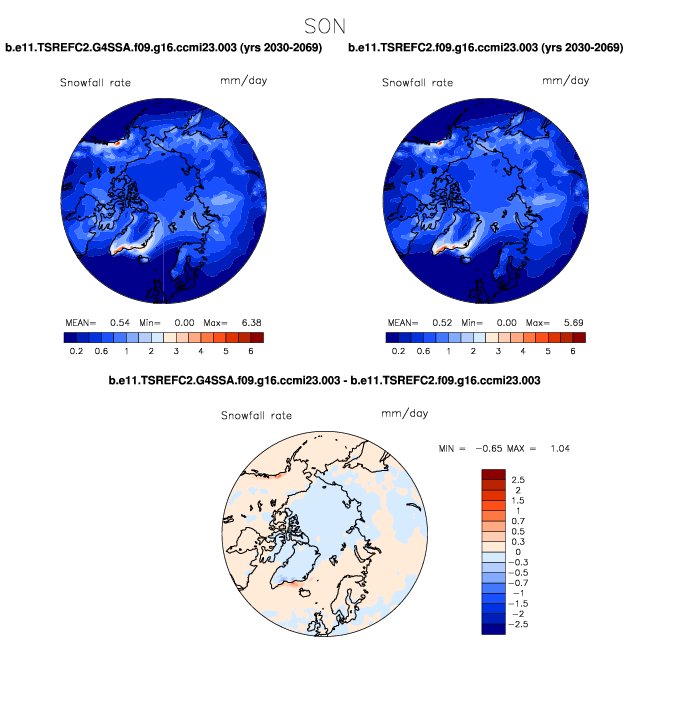 SON
b.e11.TSREFC2.G4SSA.f09.g16.ccmi23.003 (yrs 2030-2069)
b.e11.TSREFC2.f09.g16.ccmi23.003 (yrs 2030-2069)
Snowfall rate mm/day
Snowfall rate mm/day
MEAN= 0.54 Min= 0.00 Max= 6.38
0.2 0.6 1 2 3 4 5 6
MEAN= 0.52 Min= 0.00 Max= 5.69
0.2 0.6 1 2 3 4 5 6
b.e11.TSREFC2.G4SSA.f09.g16.ccmi23.003 - b.e11.TSREFC2.f09.g16.ccmi23.003
Snowfall rate mm/day
MIN = -0.65 MAX = 1.04
2.5
2
1.5
1
0.7
0.5
0.3
0
-0.3
-0.5
-0.7
-1
-1.5
-2
-2.5